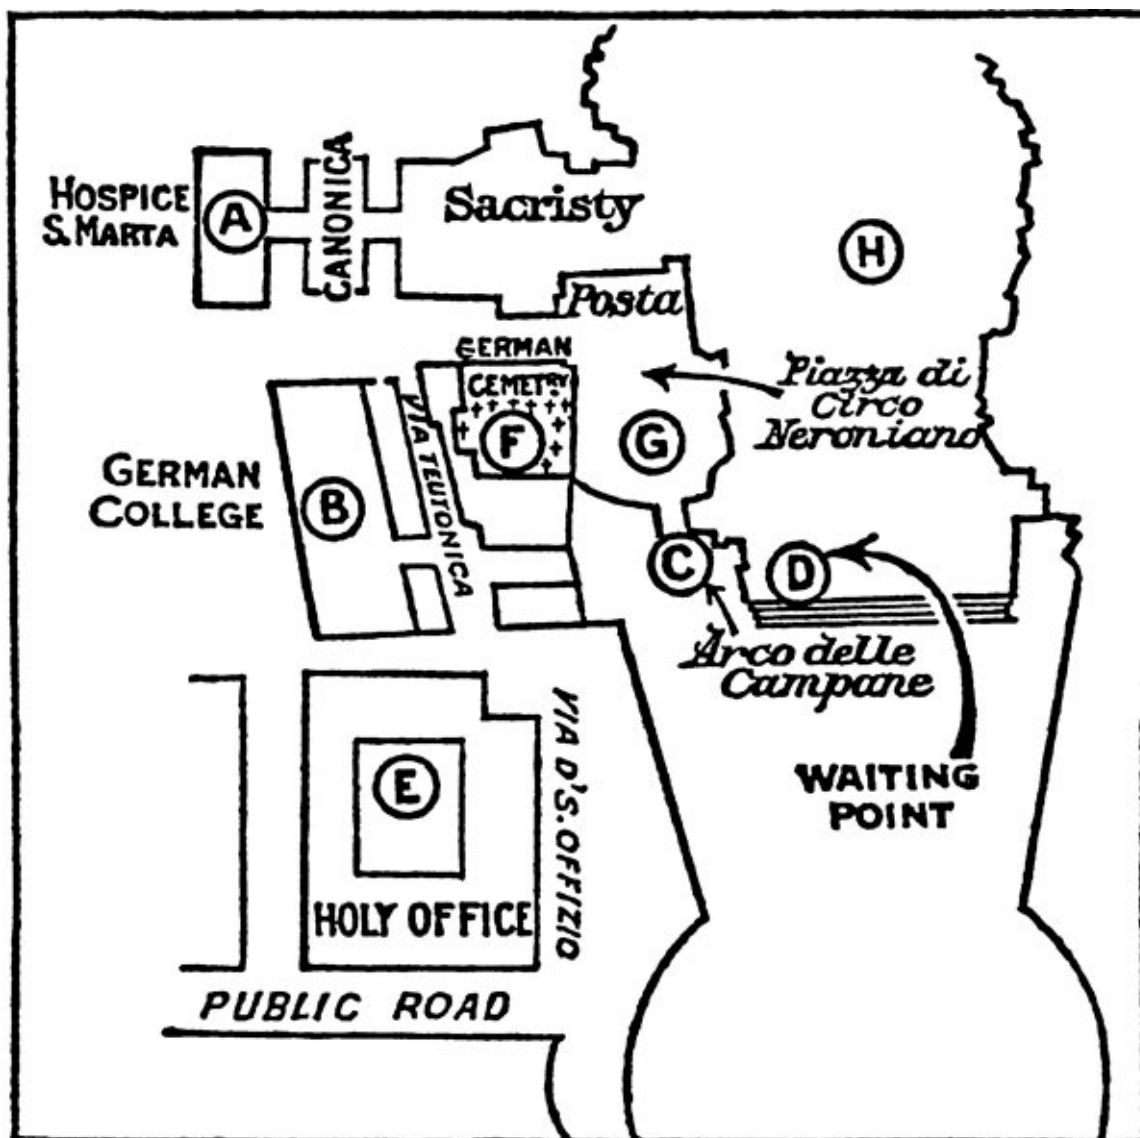 HOSPICE
S. MARTA
A
CANONICA
Sacristy
H
Posta
GERMAN
CEMETRY
F
VIA TEUTONICA
GERMAN
COLLEGE
B
G
Piazza di
Circo
Neroniano
C
D
Arco delle
Campane
WAITING
POINT
E
HOLY OFFICE
VIA D'S. OFFIZIO
PUBLIC ROAD